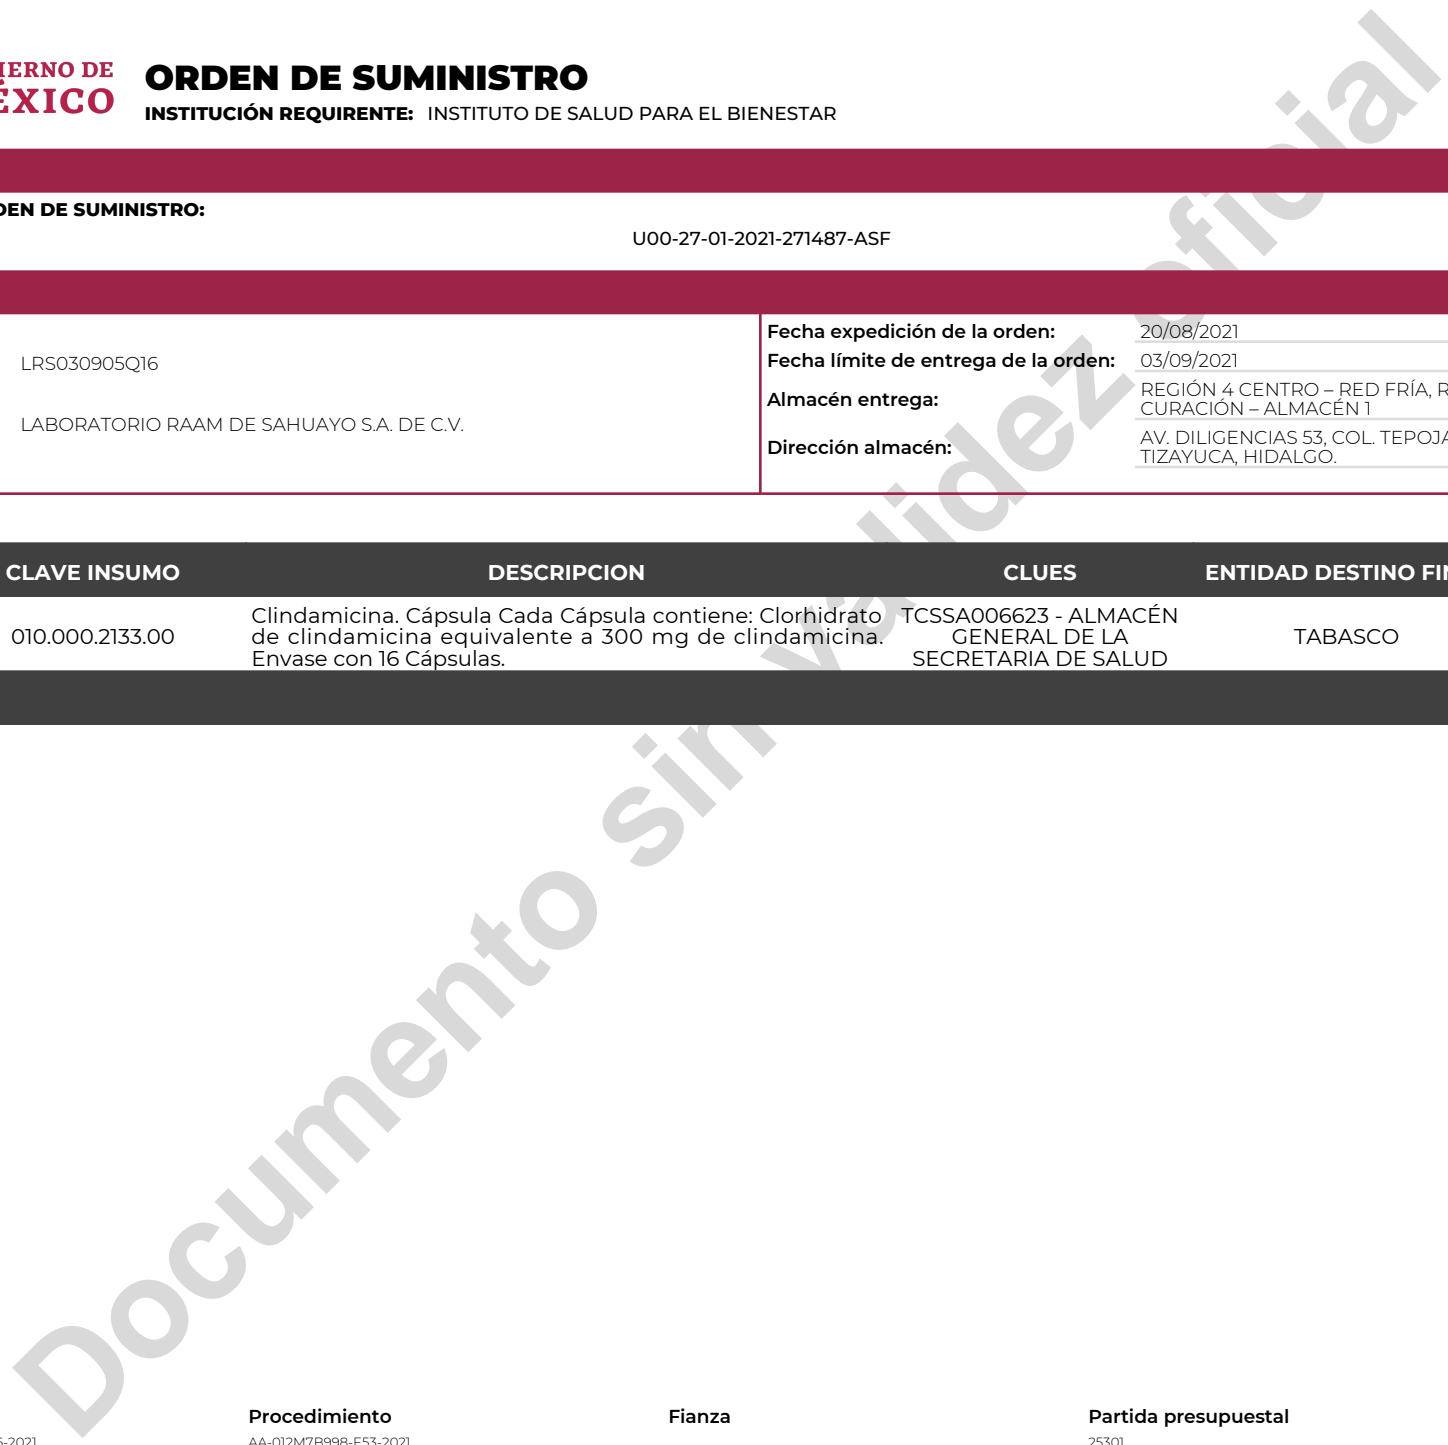 IERNO DE
ÉXICO
ORDEN DE SUMINISTRO
INSTITUCIÓN REQUIRENTE: INSTITUTO DE SALUD PARA EL BIENESTAR
DEN DE SUMINISTRO:
U00-27-01-2021-271487-ASF
LRS030905Q16
LABORATORIO RAAM DE SAHUAYO S.A. DE C.V.
Fecha expedición de la orden: 20/08/2021
Fecha límite de entrega de la orden: 03/09/2021
Almacén entrega: REGIÓN 4 CENTRO – RED FRÍA, R
CURACIÓN – ALMACÉN 1
Dirección almacén: AV. DILIGENCIAS 53, COL. TEPOJA
TIZAYUCA, HIDALGO.
CLAVE INSUMO DESCRIPCION CLUES ENTIDAD DESTINO FIN
010.000.2133.00
Clindamicina. Cápsula Cada Cápsula contiene: Clorhidrato
de clindamicina equivalente a 300 mg de clindamicina.
Envase con 16 Cápsulas.
TCSSA006623 - ALMACÉN
GENERAL DE LA
SECRETARIA DE SALUD
TABASCO
Documento sin validez oficial
Procedimiento Fianza Partida presupuestal
-2021 AA-012M7B998-E53-2021 25301